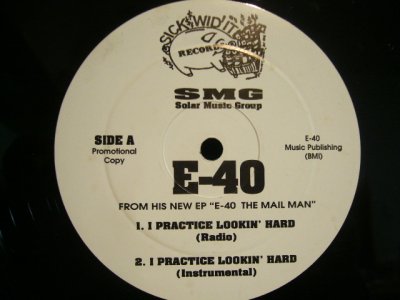 SICK WID' IT
RECORDS
SMG
Solar Music Group
SIDE A
Promotional
Copy
E-40
Music Publishing
(BMI)
E-40
FROM HIS NEW EP "E-40 THE MAIL MAN"
1. I PRACTICE LOOKIN' HARD
(Radio)
2. I PRACTICE LOOKIN' HARD
(Instrumental)